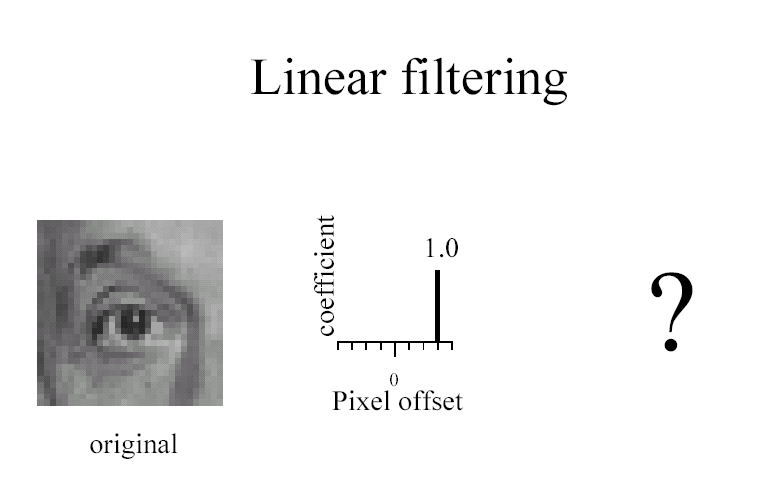 Linear filtering
coefficient
1.0
0
Pixel offset
original
?